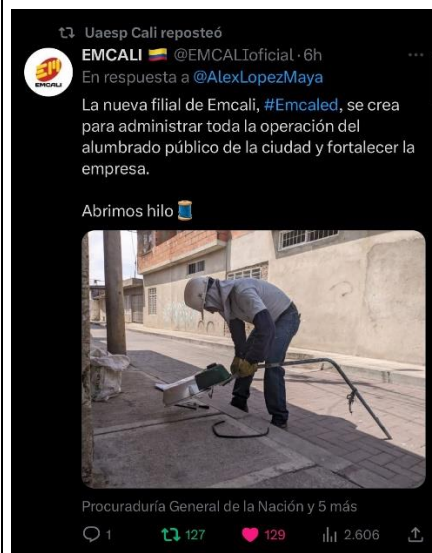 Uaesp Cali reposteó
EMCALI 🇨🇴 @EMCALIoficial · 6h
En respuesta a @AlexLopezMaya
La nueva filial de Emcali, #Emcaled, se crea
para administrar toda la operación del
alumbrado público de la ciudad y fortalecer la
empresa.
Abrimos hilo 🧵
Procuraduría General de la Nación y 5 más
1 127 129 2.606
EMCALI